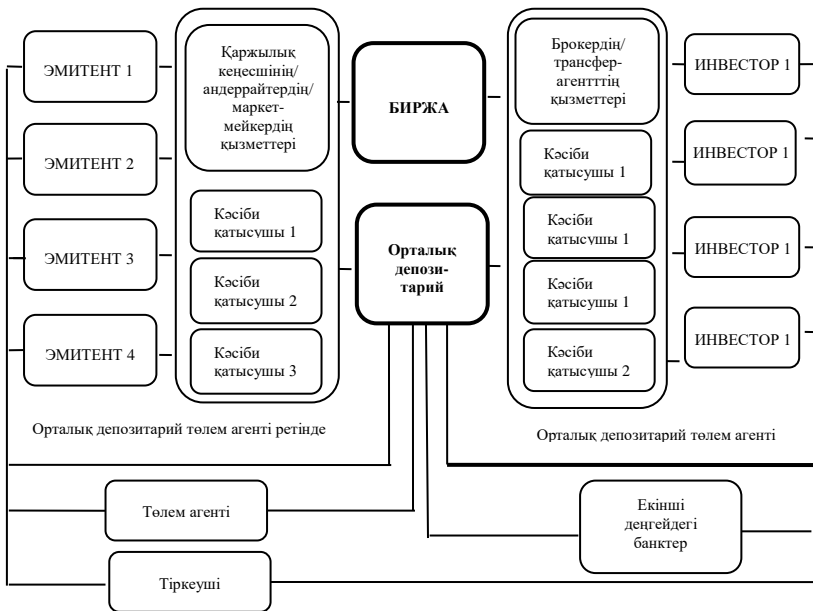 ЭМИТЕНТ 1
ЭМИТЕНТ 2
ЭМИТЕНТ 3
ЭМИТЕНТ 4
Қаржылық
кеңесшінің/
андеррайтердің/
маркет-
мейкердің
қызметтері
Кәсіби
қатысушы 1
Кәсіби
қатысушы 2
Кәсіби
қатысушы 3
БИРЖА
Орталық
депози-
тарий
Брокердің/
трансфер-
агентттің
қызметтері
Кәсіби
қатысушы 1
Кәсіби
қатысушы 1
Кәсіби
қатысушы 1
Кәсіби
қатысушы 2
ИНВЕСТОР 1
ИНВЕСТОР 1
ИНВЕСТОР 1
ИНВЕСТОР 1
Орталық депозитарий төлем агенті ретінде
Орталық депозитарий төлем агенті
Төлем агенті
Екінші
деңгейдегі
банктер
Тіркеуші